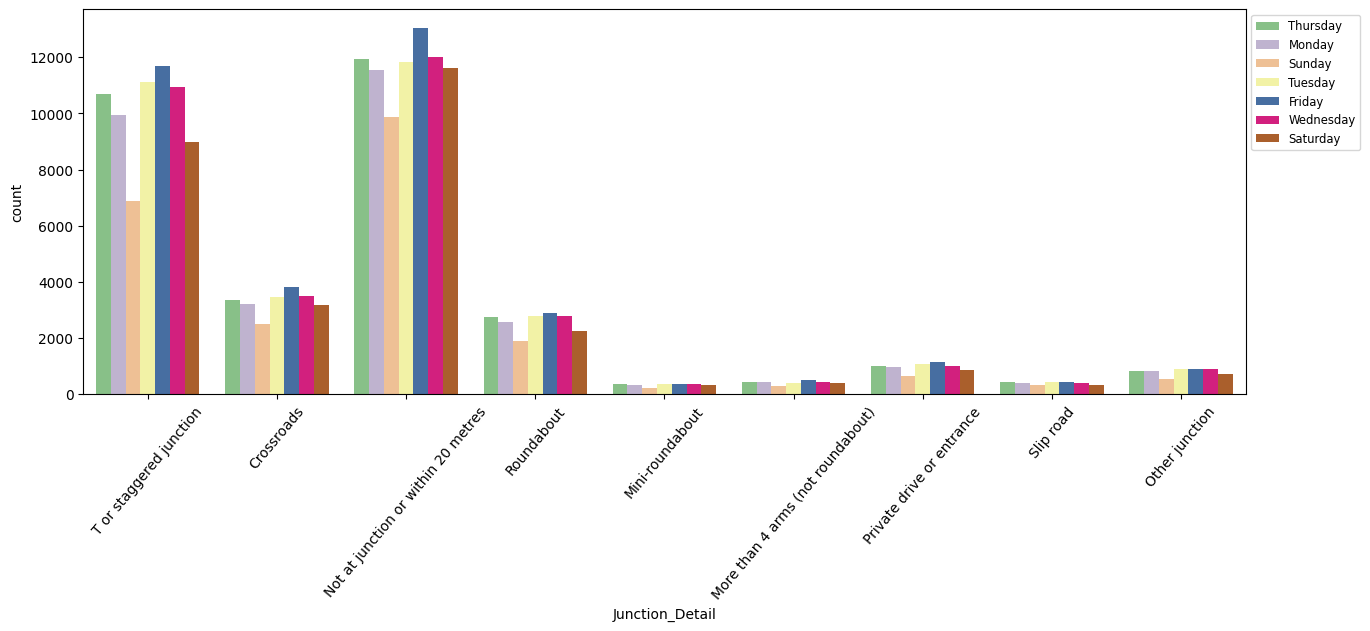 Thursday
Monday
Sunday
Tuesday
Friday
Wednesday
Saturday
12000
10000
8000
6000
4000
2000
0
count
T or staggered junction
Crossroads
Not at junction or within 20 metres
Roundabout
Mini-roundabout
More than 4 arms (not roundabout)
Private drive or entrance
Slip road
Other junction
Junction_Detail